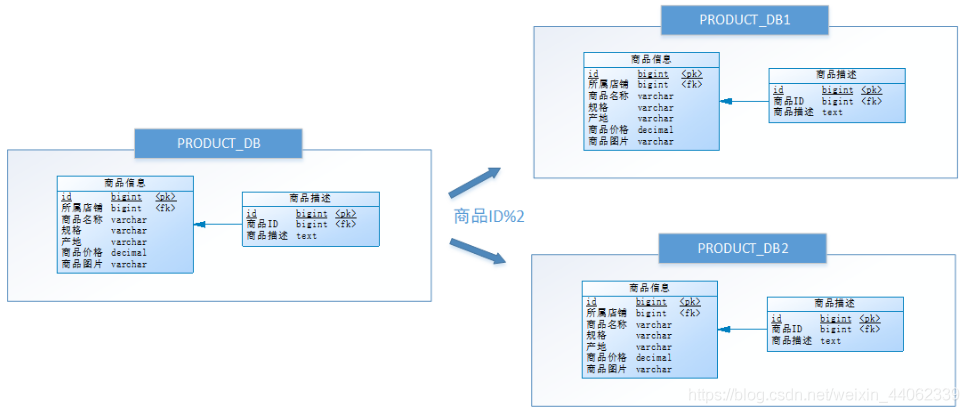 PRODUCT_DB
商品信息
id bigint <pk>
所属店铺 bigint <fk>
商品名称 varchar
规格 varchar
产地 varchar
商品价格 decimal
商品图片 varchar
商品描述
id bigint <pk>
商品ID bigint <fk>
商品描述 text
商品ID%2
PRODUCT_DB1
商品信息
id bigint <pk>
所属店铺 bigint <fk>
商品名称 varchar
规格 varchar
产地 varchar
商品价格 decimal
商品图片 varchar
商品描述
id bigint <pk>
商品ID bigint <fk>
商品描述 text
PRODUCT_DB2
商品信息
id bigint <pk>
所属店铺 bigint <fk>
商品名称 varchar
规格 varchar
产地 varchar
商品价格 decimal
商品图片 varchar
商品描述
id bigint <pk>
商品ID bigint <fk>
商品描述 text
https://blog.csdn.net/weixin_44062339